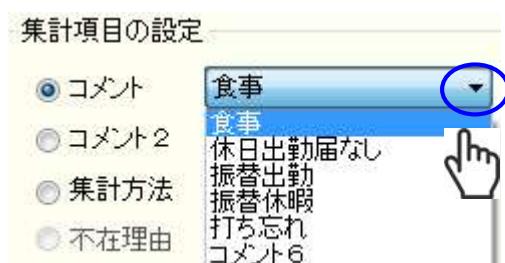 集計項目の設定
コメント 食事
食事
コメント２ 休日出勤届なし
振替出勤
集計方法 振替休暇
打ち忘れ
不在理由 コメント６